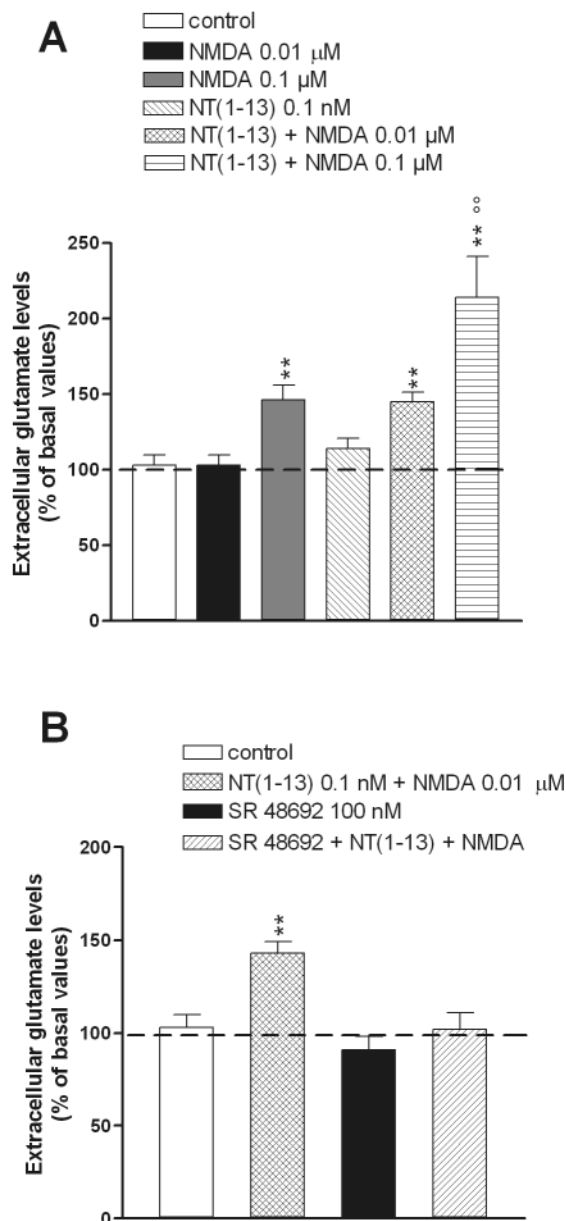 A
control
NMDA 0.01 μM
NMDA 0.1 μM
NT(1-13) 0.1 nM
NT(1-13) + NMDA 0.01 μM
NT(1-13) + NMDA 0.1 μM
Extracellular glutamate levels
(% of basal values)
250
200
150
100
50
0
**
**
** °°
B
control
NT(1-13) 0.1 nM + NMDA 0.01 μM
SR 48692 100 nM
SR 48692 + NT(1-13) + NMDA
Extracellular glutamate levels
(% of basal values)
200
150
100
50
0
**